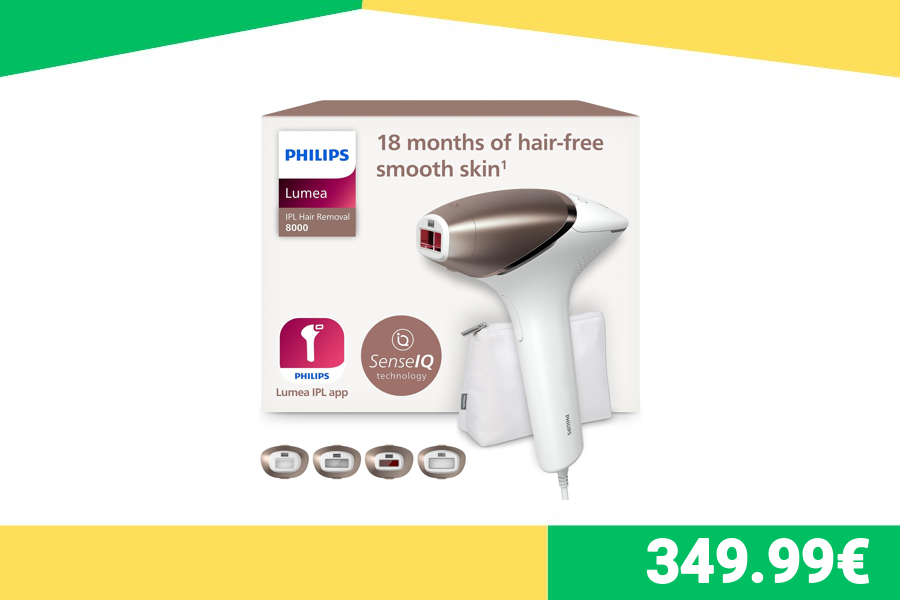 18 months of hair-free
smooth skin¹
PHILIPS
Lumea
IPL Hair Removal
8000
iQ
SenseIQ
technology
PHILIPS
Lumea IPL app
PHILIPS
349.99€